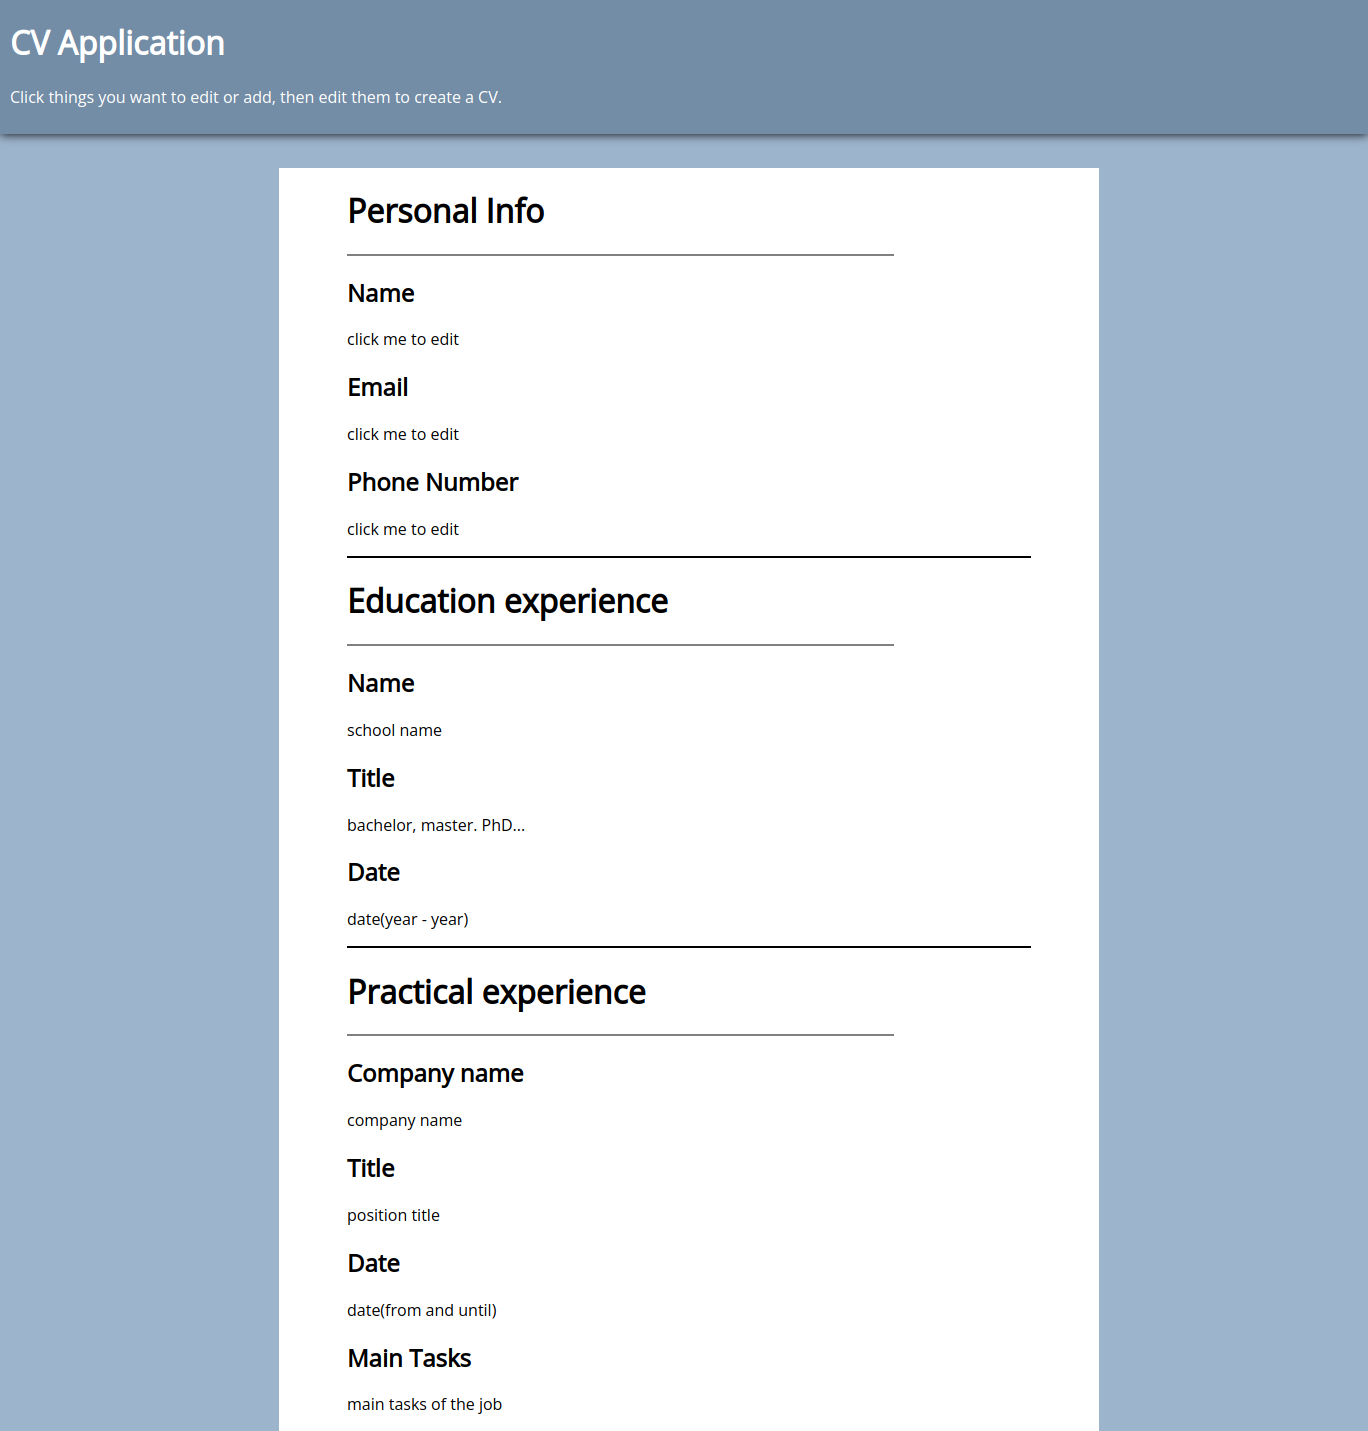 CV Application
Click things you want to edit or add, then edit them to create a CV.
Personal Info
Name
click me to edit
Email
click me to edit
Phone Number
click me to edit
Education experience
Name
school name
Title
bachelor, master. PhD...
Date
date(year - year)
Practical experience
Company name
company name
Title
position title
Date
date(from and until)
Main Tasks
main tasks of the job